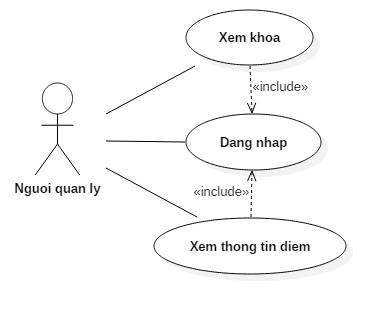 Xem khoa
«include»
Dang nhap
«include»
Nguoi quan ly
Xem thong tin diem